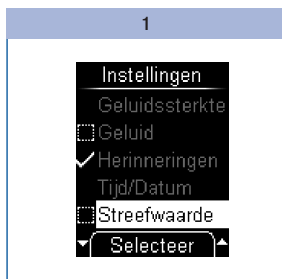 1
Instellingen
Geluidssterkte
Geluid
Herinneringen
Tijd/Datum
Streefwaarde
Selecteer